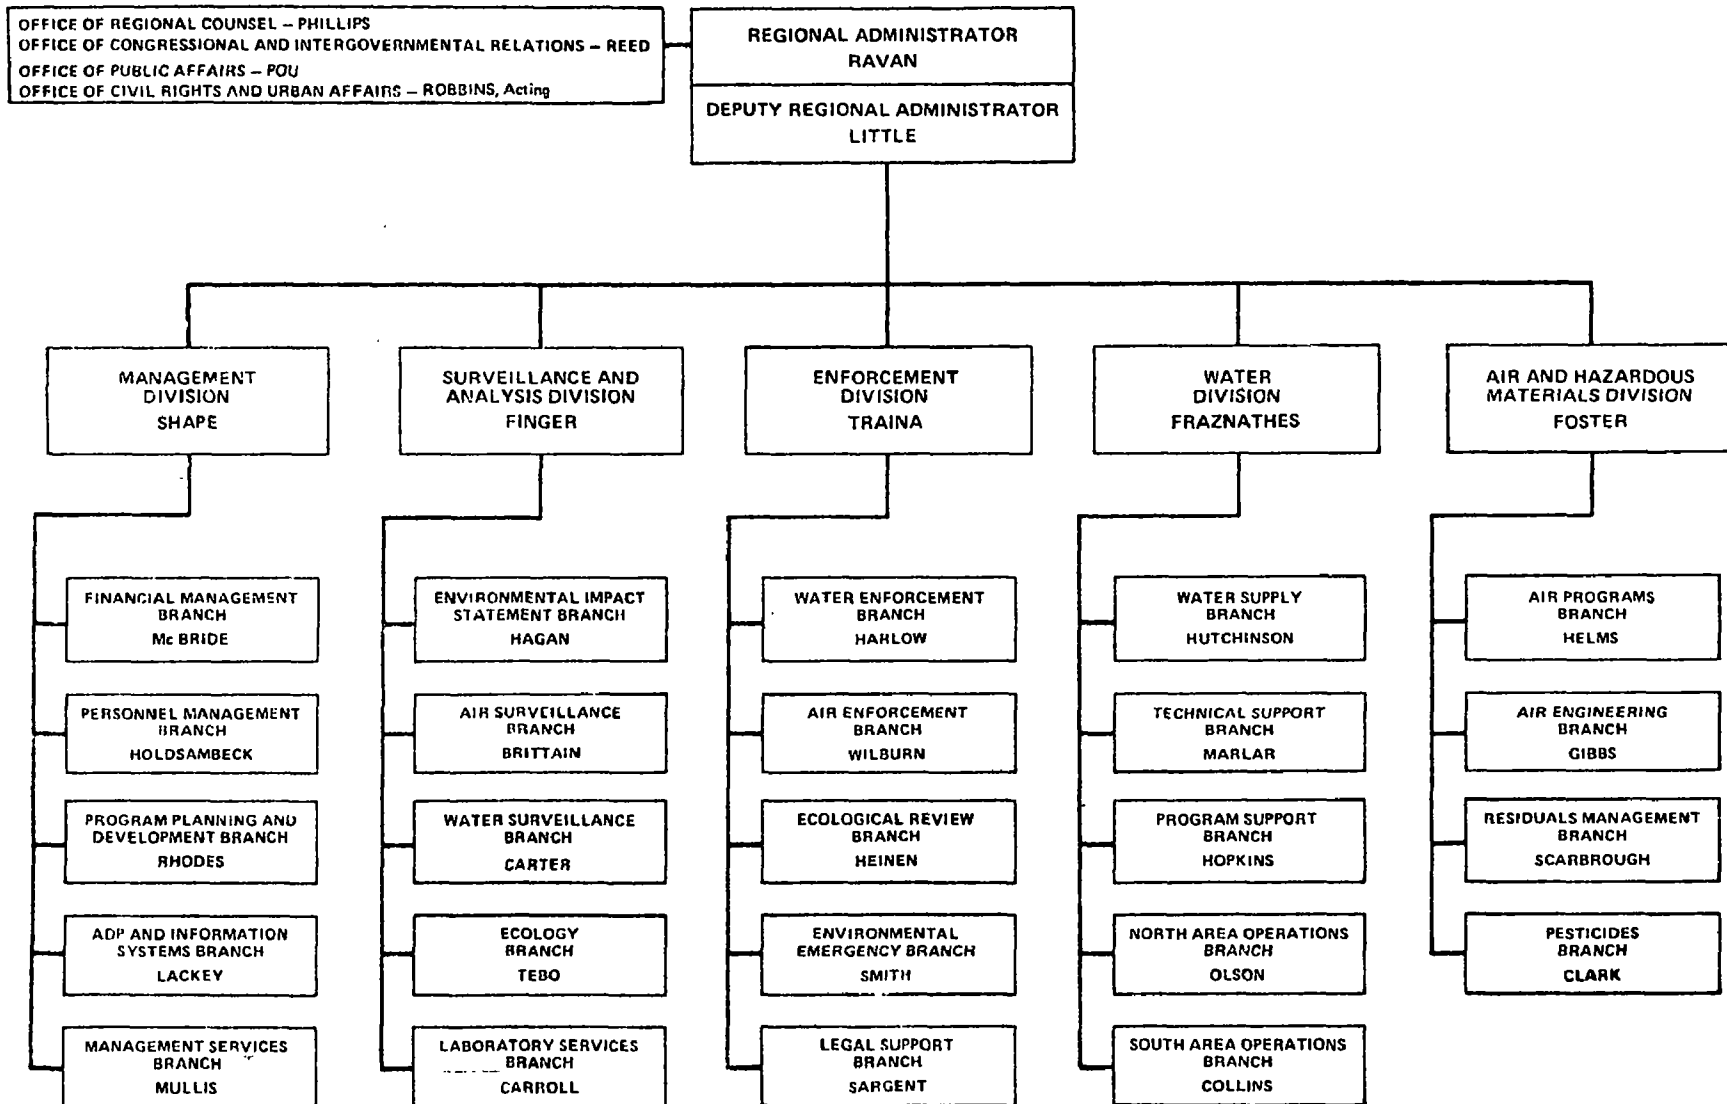 OFFICE OF REGIONAL COUNSEL – PHILLIPS
OFFICE OF CONGRESSIONAL AND INTERGOVERNMENTAL RELATIONS – REED
OFFICE OF PUBLIC AFFAIRS – POU
OFFICE OF CIVIL RIGHTS AND URBAN AFFAIRS – ROBBINS, Acting
REGIONAL ADMINISTRATOR
RAVAN
DEPUTY REGIONAL ADMINISTRATOR
LITTLE
MANAGEMENT
DIVISION
SHAPE
SURVEILLANCE AND
ANALYSIS DIVISION
FINGER
ENFORCEMENT
DIVISION
TRAINA
WATER
DIVISION
FRAZNATHES
AIR AND HAZARDOUS
MATERIALS DIVISION
FOSTER
FINANCIAL MANAGEMENT
BRANCH
Mc BRIDE
PERSONNEL MANAGEMENT
BRANCH
HOLDSAMBECK
PROGRAM PLANNING AND
DEVELOPMENT BRANCH
RHODES
ADP AND INFORMATION
SYSTEMS BRANCH
LACKEY
MANAGEMENT SERVICES
BRANCH
MULLIS
ENVIRONMENTAL IMPACT
STATEMENT BRANCH
HAGAN
AIR SURVEILLANCE
BRANCH
BRITTAIN
WATER SURVEILLANCE
BRANCH
CARTER
ECOLOGY
BRANCH
TEBO
LABORATORY SERVICES
BRANCH
CARROLL
WATER ENFORCEMENT
BRANCH
HARLOW
AIR ENFORCEMENT
BRANCH
WILBURN
ECOLOGICAL REVIEW
BRANCH
HEINEN
ENVIRONMENTAL
EMERGENCY BRANCH
SMITH
LEGAL SUPPORT
BRANCH
SARGENT
WATER SUPPLY
BRANCH
HUTCHINSON
TECHNICAL SUPPORT
BRANCH
MARLAR
PROGRAM SUPPORT
BRANCH
HOPKINS
NORTH AREA OPERATIONS
BRANCH
OLSON
SOUTH AREA OPERATIONS
BRANCH
COLLINS
AIR PROGRAMS
BRANCH
HELMS
AIR ENGINEERING
BRANCH
GIBBS
RESIDUALS MANAGEMENT
BRANCH
SCARBROUGH
PESTICIDES
BRANCH
CLARK